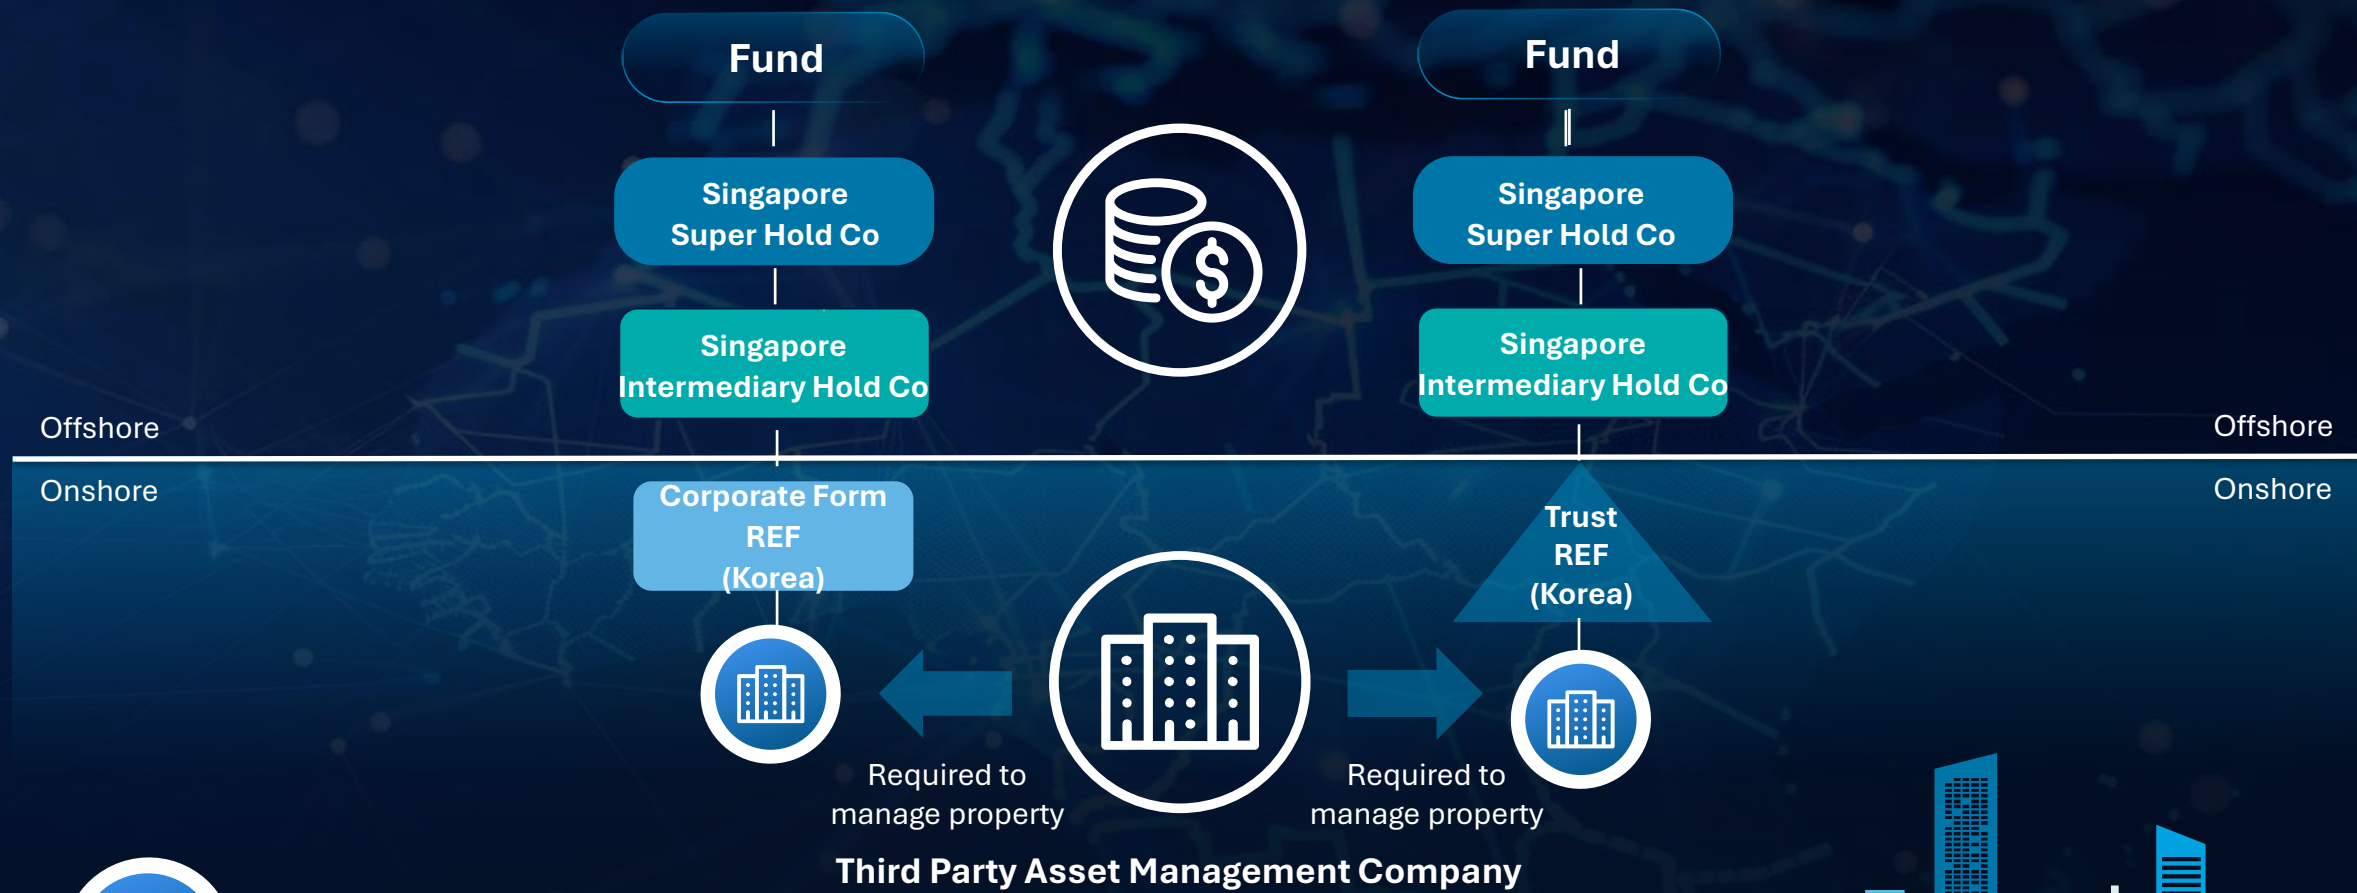 Fund
Fund
Singapore
Super Hold Co
Singapore
Super Hold Co
Singapore
Intermediary Hold Co
Singapore
Intermediary Hold Co
Offshore
Offshore
Onshore
Onshore
Corporate Form
REF
(Korea)
Trust
REF
(Korea)
$
Required to
manage property
Required to
manage property
Third Party Asset Management Company